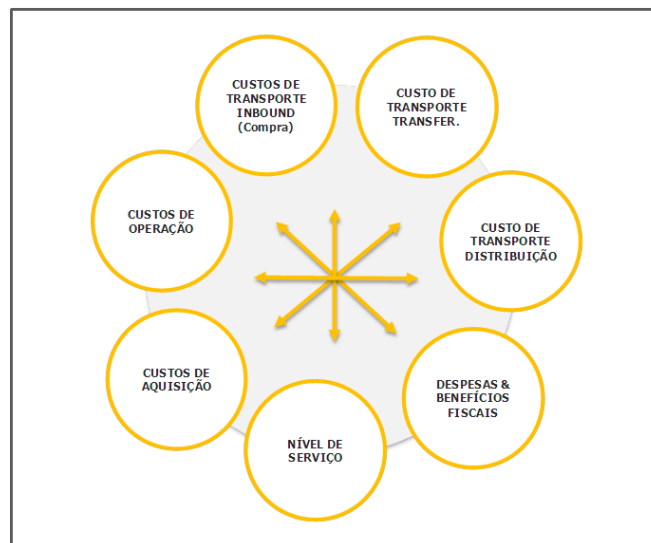 CUSTOS DE
TRANSPORTE
INBOUND
(Compra)
CUSTO DE
TRANSPORTE
TRANSFER.
CUSTOS DE
OPERAÇÃO
CUSTO DE
TRANSPORTE
DISTRIBUIÇÃO
CUSTOS DE
AQUISIÇÃO
DESPESAS &
BENEFÍCIOS
FISCAIS
NÍVEL DE
SERVIÇO